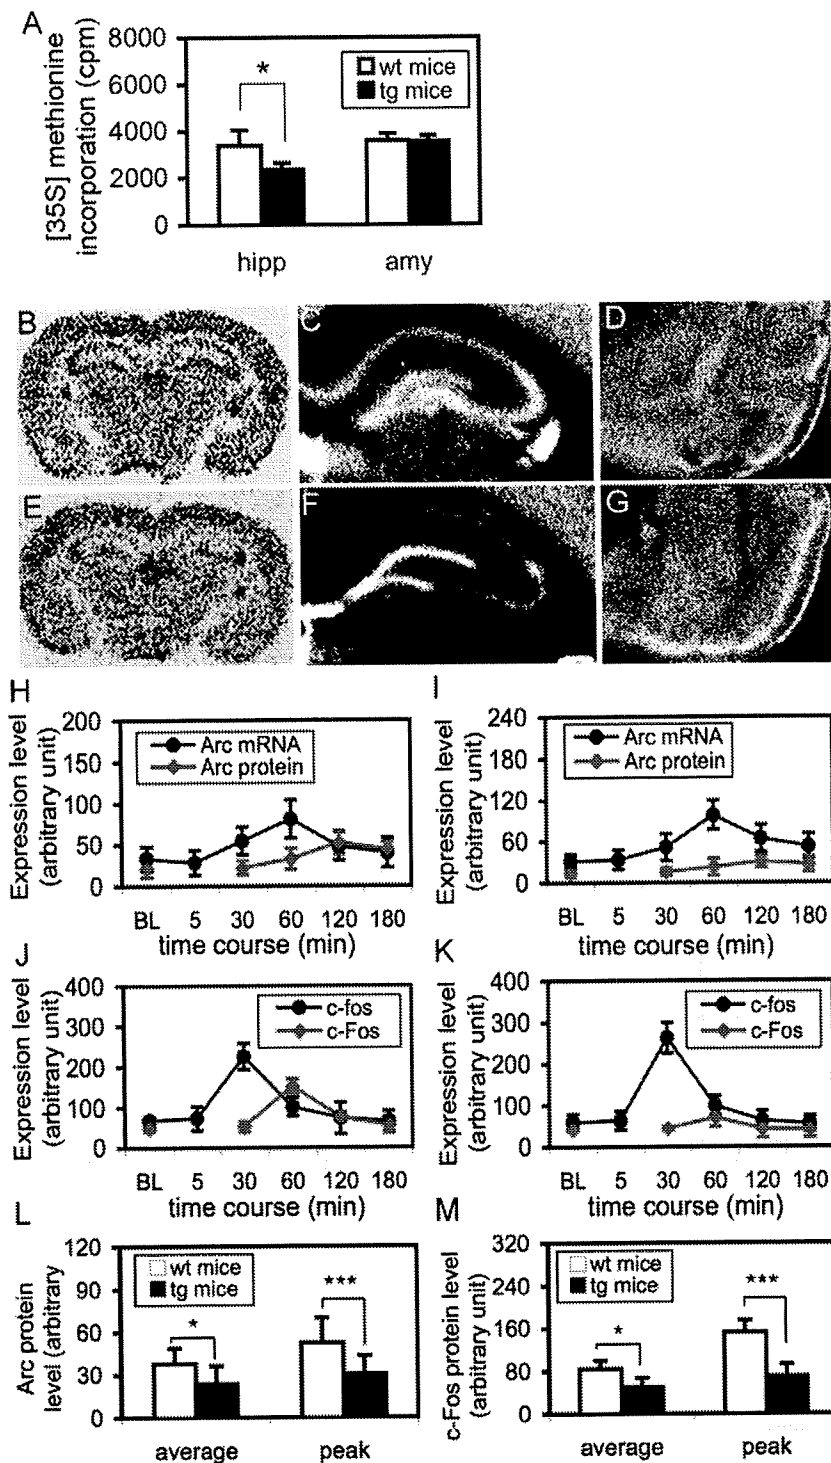 A
[35S] methionine
incorporation (cpm)
8000
6000
4000
2000
0
wt mice
tg mice
*
hipp amy
B C D
E F G
H
Expression level
(arbitrary unit)
200
150
100
50
0
Arc mRNA
Arc protein
BL 5 30 60 120 180
time course (min)
I
Expression level
(arbitrary unit)
240
180
120
60
0
Arc mRNA
Arc protein
BL 5 30 60 120 180
time course (min)
J
Expression level
(arbitrary unit)
400
300
200
100
0
c-fos
c-Fos
BL 5 30 60 120 180
time course (min)
K
Expression level
(arbitrary unit)
400
300
200
100
0
c-fos
c-Fos
BL 5 30 60 120 180
time course (min)
L
Arc protein
level (arbitrary
120
90
60
30
0
wt mice
tg mice
*
***
average peak
M
c-Fos protein level
(arbitrary unit)
320
240
160
80
0
wt mice
tg mice
*
***
average peak